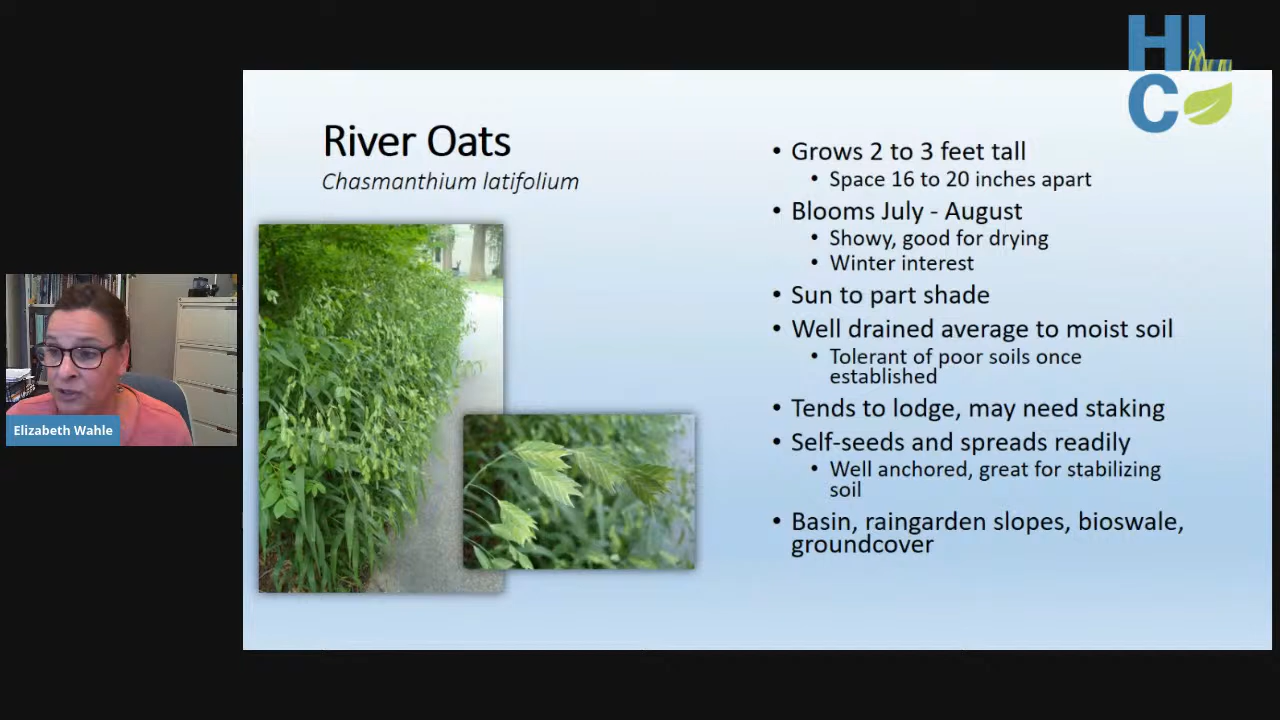 HL
C
River Oats
Chasmanthium latifolium
• Grows 2 to 3 feet tall
• Space 16 to 20 inches apart
• Blooms July - August
• Showy, good for drying
• Winter interest
• Sun to part shade
• Well drained average to moist soil
• Tolerant of poor soils once
established
• Tends to lodge, may need staking
• Self-seeds and spreads readily
• Well anchored, great for stabilizing
soil
• Basin, raingarden slopes, bioswale,
groundcover
Elizabeth Wahle